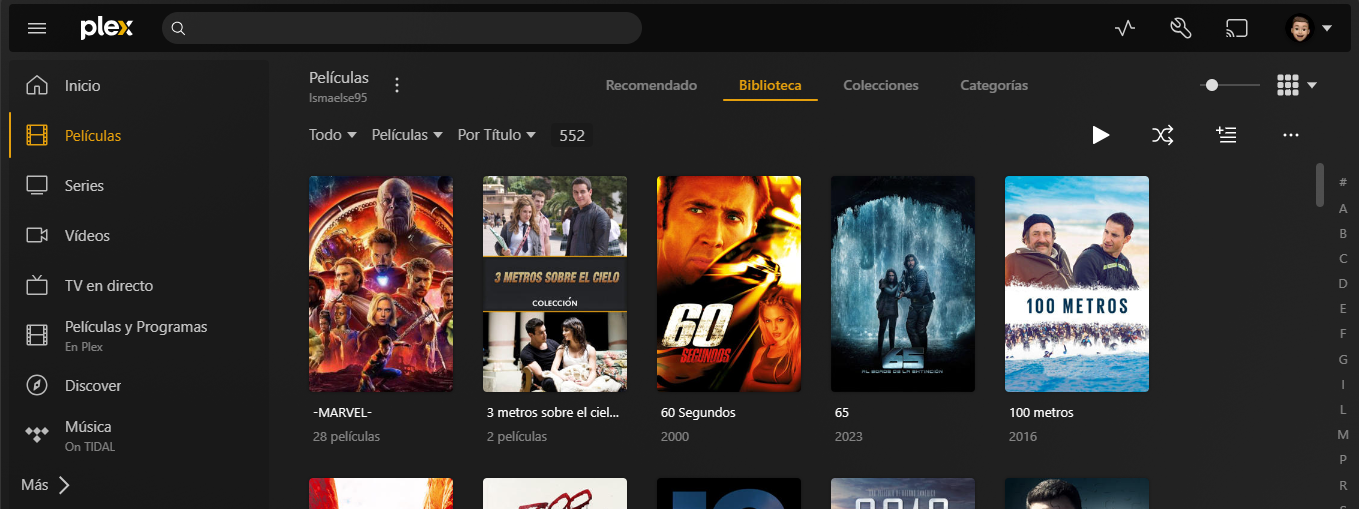 plex
Inicio
Películas
Series
Vídeos
TV en directo
Películas y Programas
En Plex
Discover
Música
On TIDAL
Más
Películas
Ismaelse95
Recomendado
Biblioteca
Colecciones
Categorías
Todo
Películas
Por Título
552
3 METROS SOBRE EL CIELO
COLECCIÓN
60
SEGUNDOS
65
AL BORDE DE LA EXTINCIÓN
100 METROS
-MARVEL-
28 películas
3 metros sobre el ciel...
2 películas
60 Segundos
2000
65
2023
100 metros
2016
#
A
B
C
D
E
F
G
I
L
M
P
R